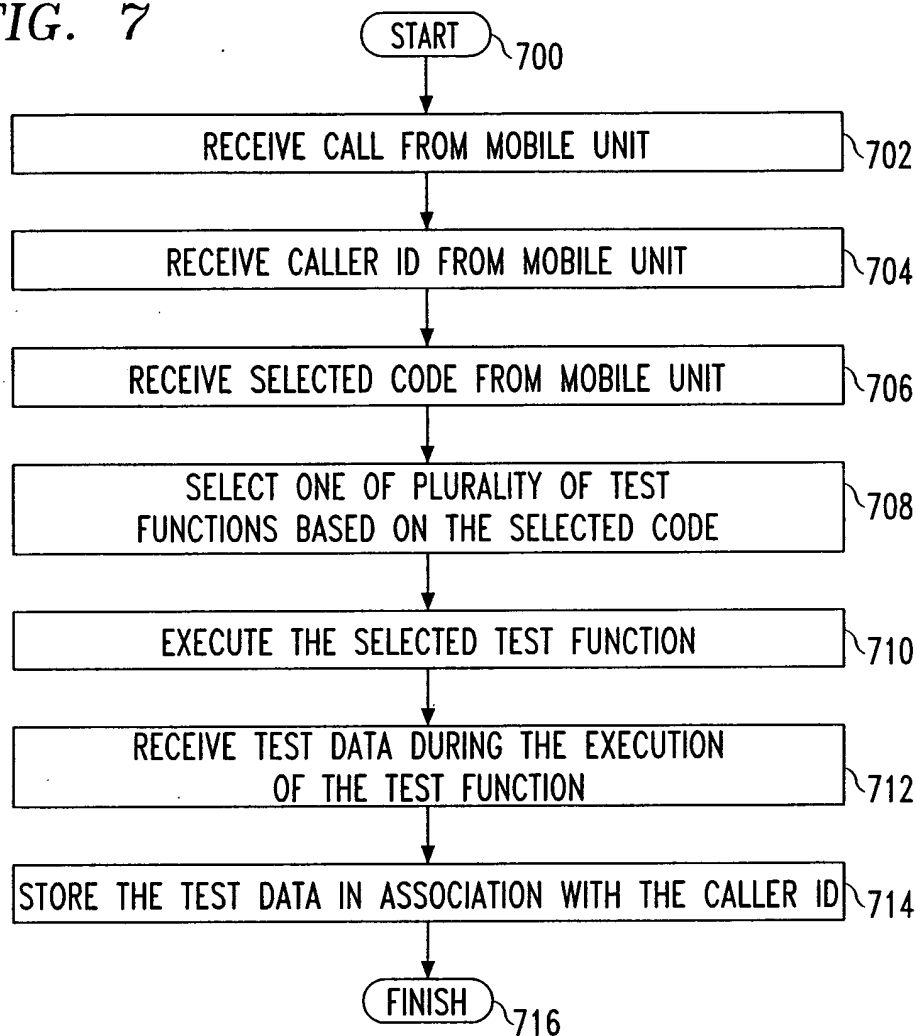 FIG. 7
START
700
RECEIVE CALL FROM MOBILE UNIT
702
RECEIVE CALLER ID FROM MOBILE UNIT
704
RECEIVE SELECTED CODE FROM MOBILE UNIT
706
SELECT ONE OF PLURALITY OF TEST
FUNCTIONS BASED ON THE SELECTED CODE
708
EXECUTE THE SELECTED TEST FUNCTION
710
RECEIVE TEST DATA DURING THE EXECUTION
OF THE TEST FUNCTION
712
STORE THE TEST DATA IN ASSOCIATION WITH THE CALLER ID
714
FINISH
716